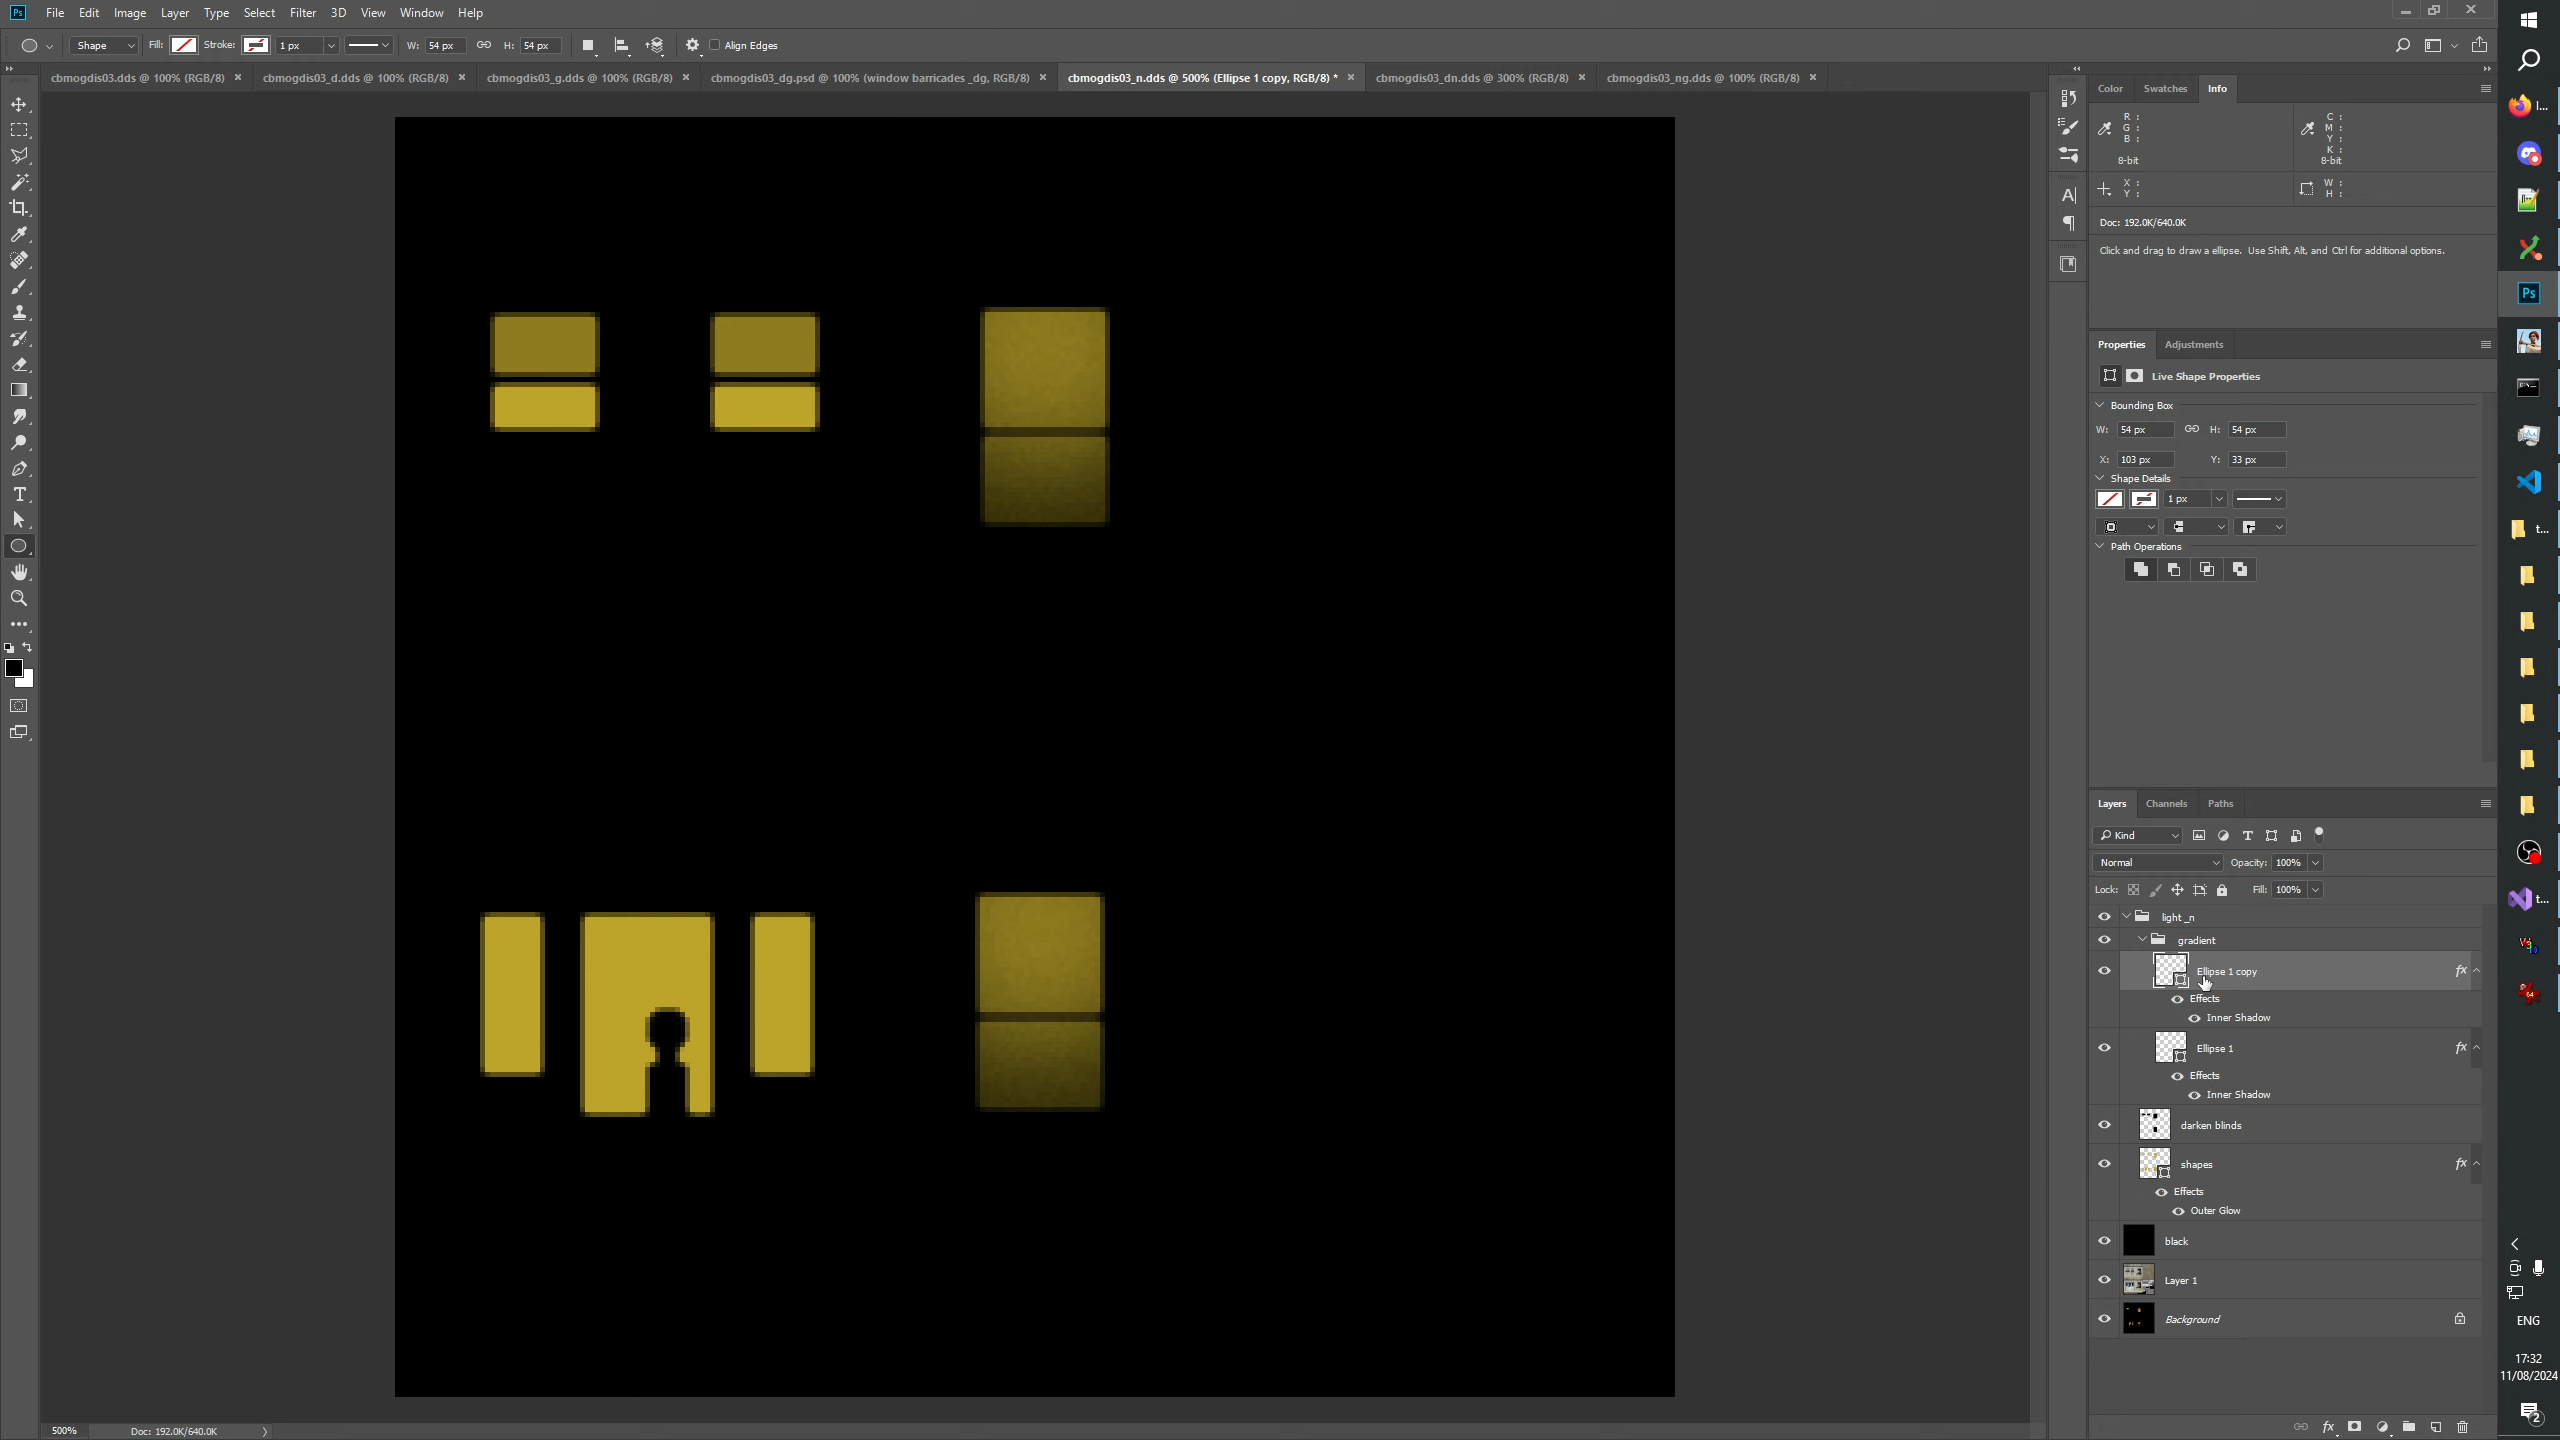 Ps File Edit Image Layer Type Select Filter 3D View Window Help
Shape Fill: Stroke: 1 px W: 54 px H: 54 px Align Edges
cbmogdis03.dds @ 100% (RGB/8) × cbmogdis03_d.dds @ 100% (RGB/8) × cbmogdis03_g.dds @ 100% (RGB/8) × cbmogdis03_dg.psd @ 100% (window barricades _dg, RGB/8) × cbmogdis03_n.dds @ 500% (Ellipse 1 copy, RGB/8) * × cbmogdis03_dn.dds @ 300% (RGB/8) × cbmogdis03_ng.dds @ 100% (RGB/8) ×
Color Swatches Info
R : C :
G : M :
B : Y :
K :
8-bit 8-bit
X : W :
Y : H :
Doc: 192.0K/640.0K
Click and drag to draw a ellipse. Use Shift, Alt, and Ctrl for additional options.
Properties Adjustments
Live Shape Properties
Bounding Box
W: 54 px H: 54 px
X: 103 px Y: 33 px
Shape Details
1 px
Path Operations
Layers Channels Paths
Kind
Normal Opacity: 100%
Lock: Fill: 100%
light _n
gradient
Ellipse 1 copy fx
Effects
Inner Shadow
Ellipse 1 fx
Effects
Inner Shadow
darken blinds
shapes fx
Effects
Outer Glow
black
Layer 1
Background
500% Doc: 192.0K/640.0K
I...
Ps
t...
t...
64
ENG
17:32
11/08/2024
2